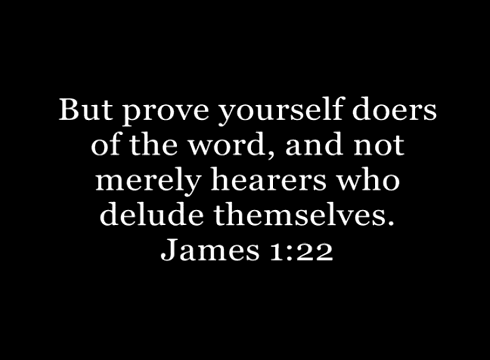 But prove yourself doers
of the word, and not
merely hearers who
delude themselves.
James 1:22